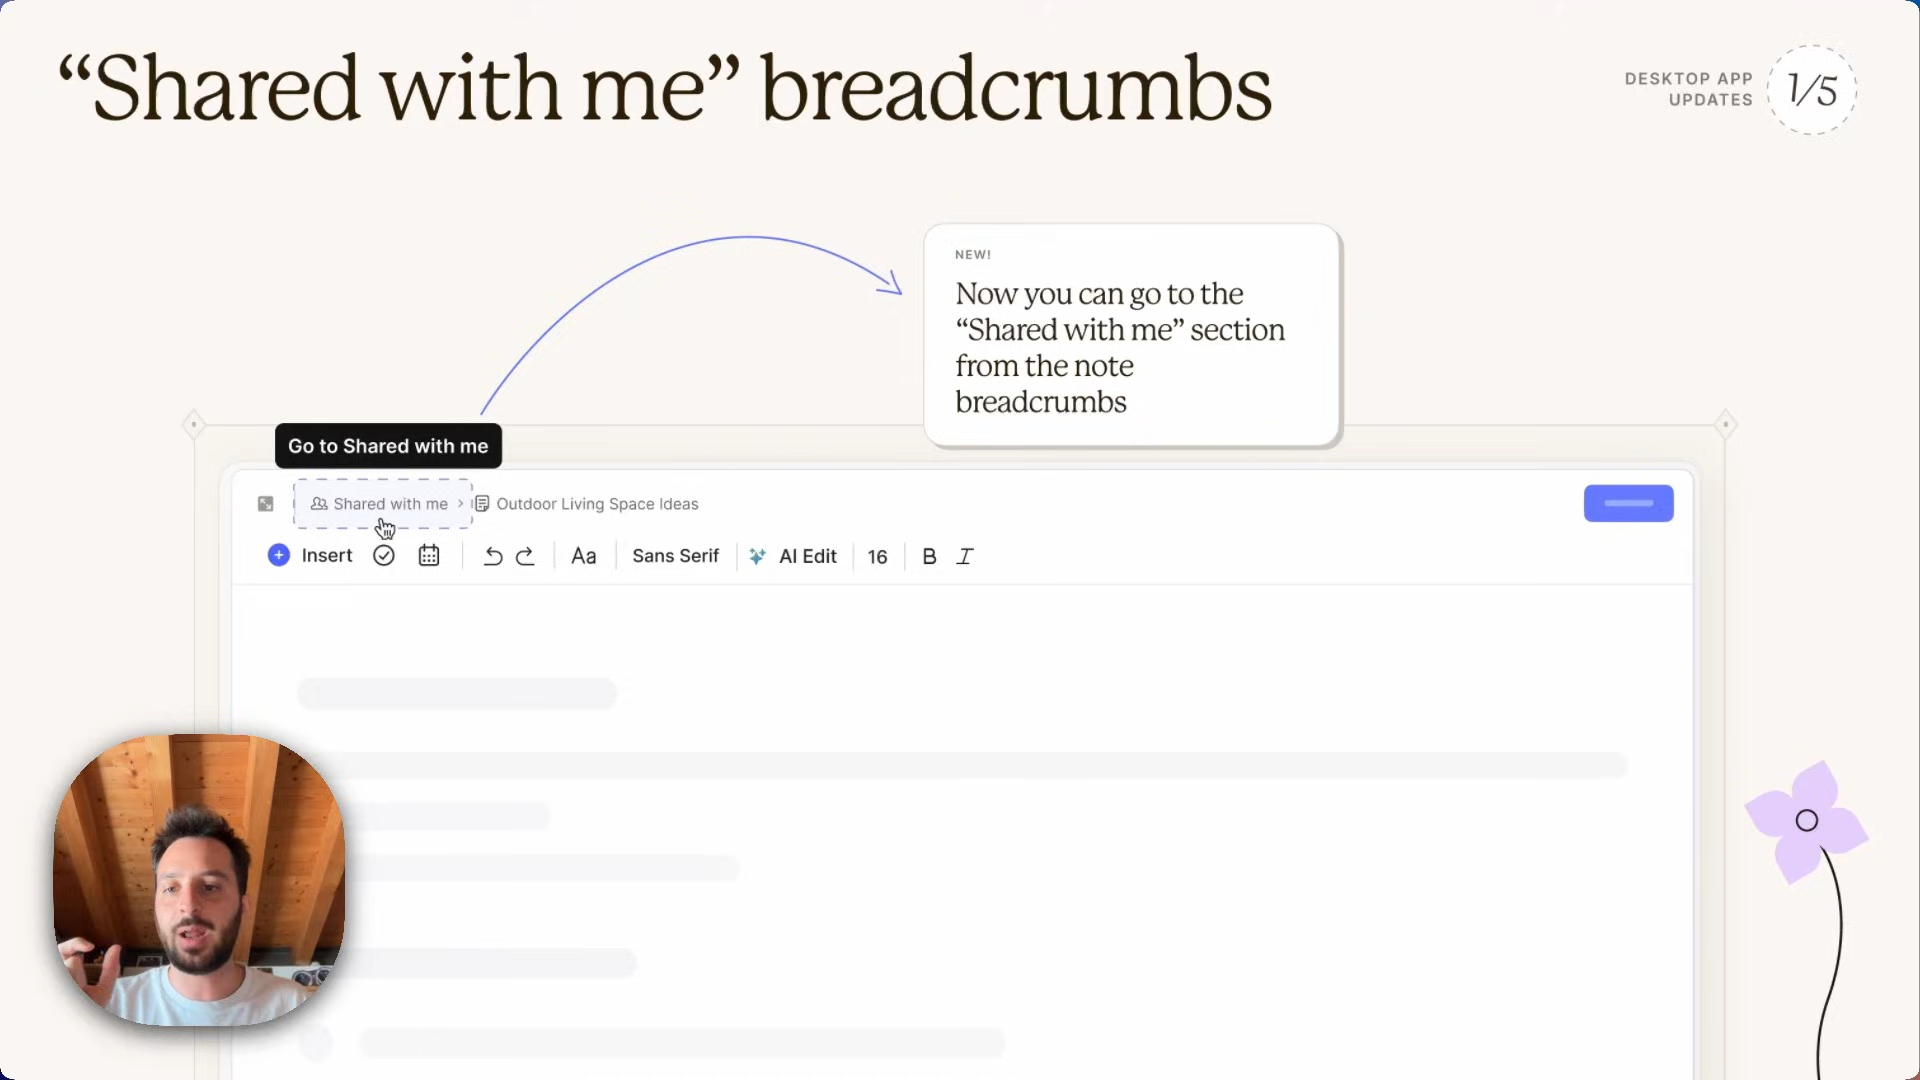 “Shared with me” breadcrumbs
DESKTOP APP
UPDATES
1/5
NEW!
Now you can go to the
“Shared with me” section
from the note
breadcrumbs
Go to Shared with me
Shared with me > Outdoor Living Space Ideas
Insert Aa Sans Serif AI Edit 16 B I